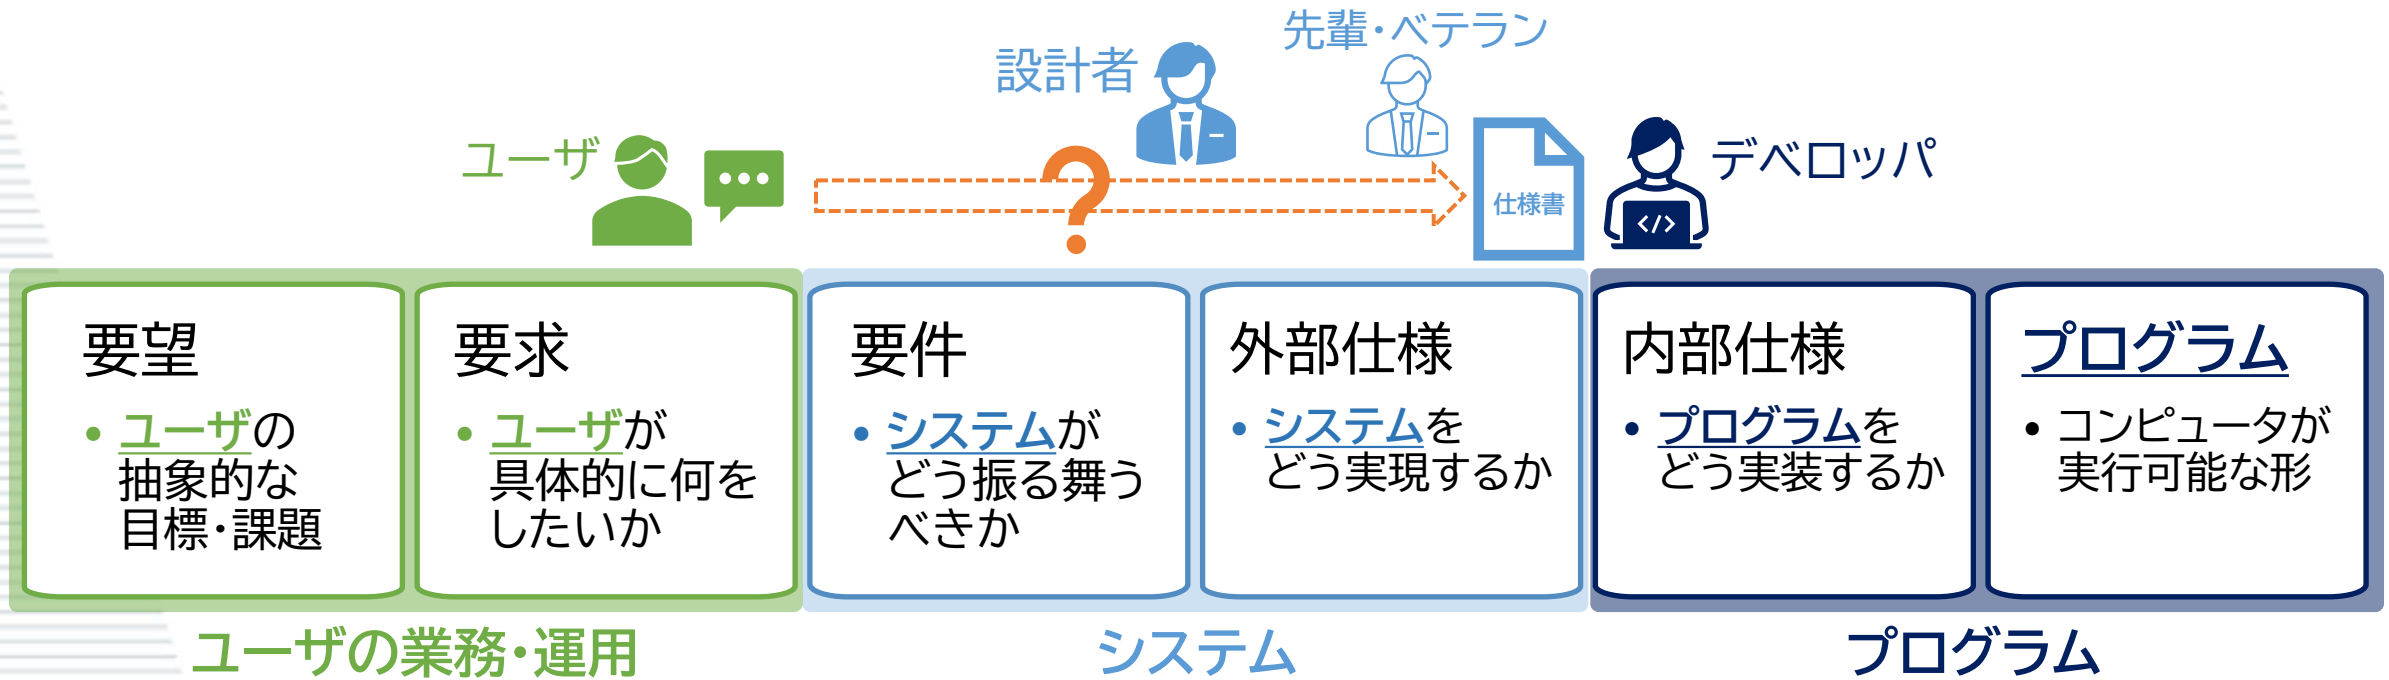 先輩・ベテラン
設計者
ユーザ
デベロッパ
仕様書
?
</>
要望
・ユーザの
抽象的な
目標・課題
要求
・ユーザが
具体的に何を
したいか
要件
・システムが
どう振る舞う
べきか
外部仕様
・システムを
どう実現するか
内部仕様
・プログラムを
どう実装するか
プログラム
・コンピュータが
実行可能な形
ユーザの業務・運用
システム
プログラム